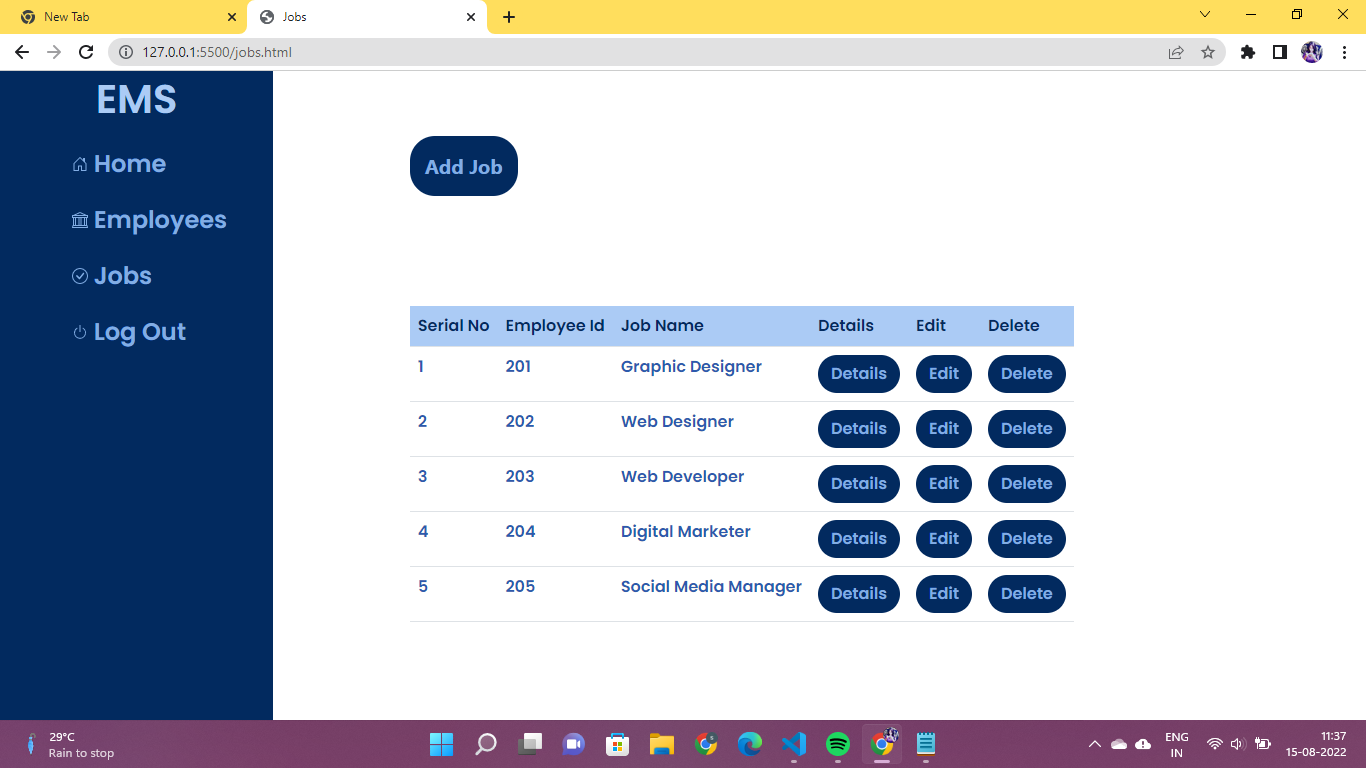 New Tab
Jobs
127.0.0.1:5500/jobs.html
EMS
Home
Employees
Jobs
Log Out
Add Job
Serial No Employee Id Job Name Details Edit Delete
1 201 Graphic Designer Details Edit Delete
2 202 Web Designer Details Edit Delete
3 203 Web Developer Details Edit Delete
4 204 Digital Marketer Details Edit Delete
5 205 Social Media Manager Details Edit Delete
29°C
Rain to stop
ENG
IN
11:37
15-08-2022